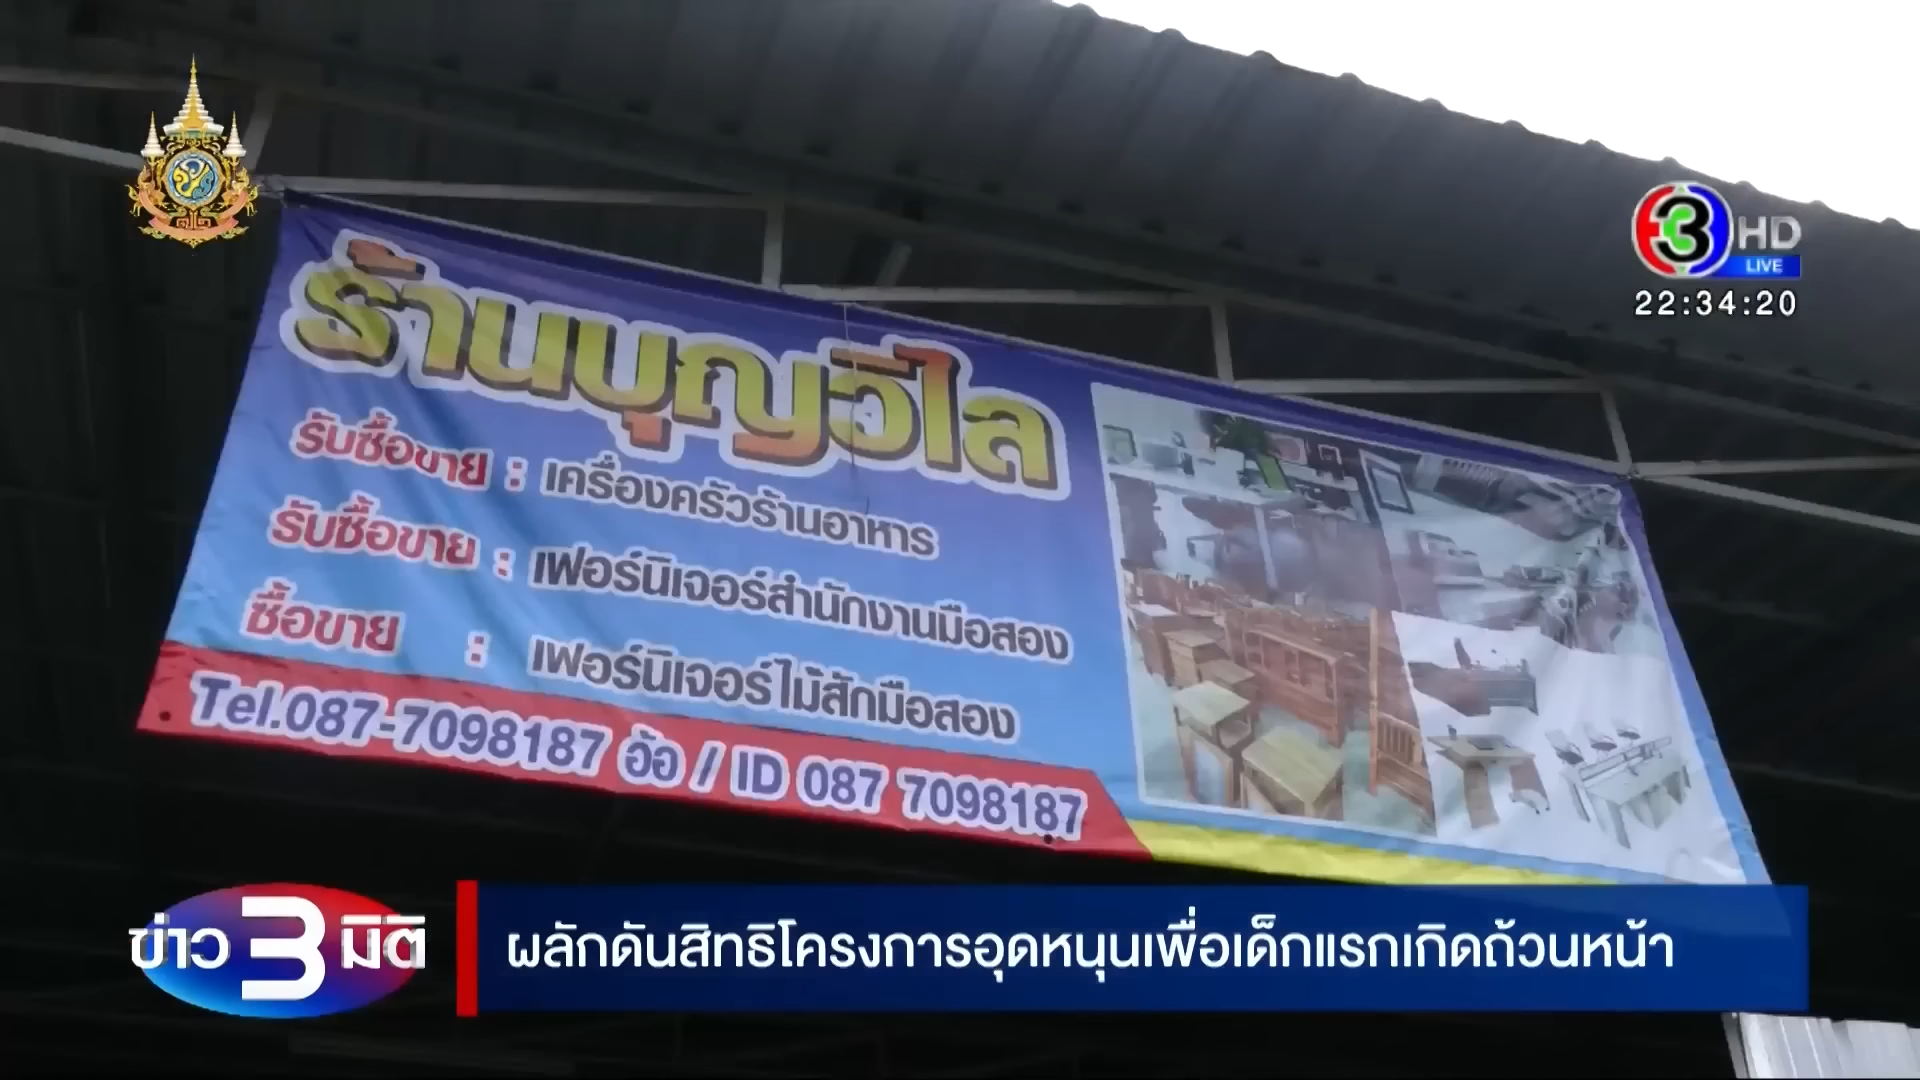 3 HD
LIVE
22:34:20
ร้านบุญวิไล
รับซื้อขาย : เครื่องครัวร้านอาหาร
รับซื้อขาย : เฟอร์นิเจอร์สำนักงานมือสอง
ซื้อขาย : เฟอร์นิเจอร์ไม้สักมือสอง
Tel.087-7098187 อ้อ / ID 087 7098187
ข่าว 3 มิติ
ผลักดันสิทธิโครงการอุดหนุนเพื่อเด็กแรกเกิดถ้วนหน้า